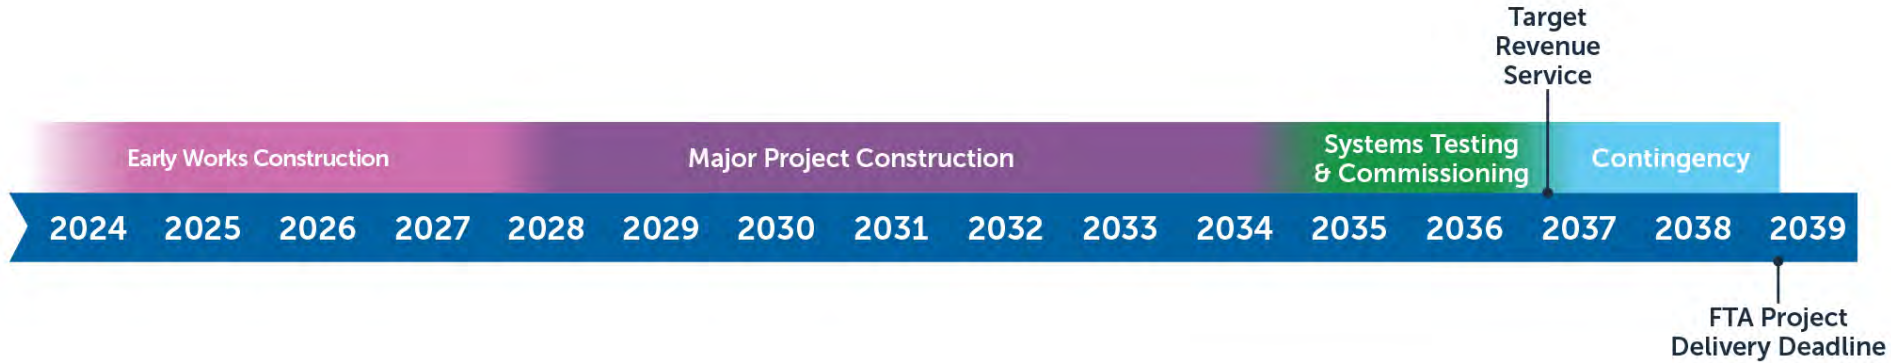 Target
Revenue
Service
Early Works Construction
Major Project Construction
Systems Testing
& Commissioning
Contingency
2024 2025 2026 2027 2028 2029 2030 2031 2032 2033 2034 2035 2036 2037 2038 2039
FTA Project
Delivery Deadline